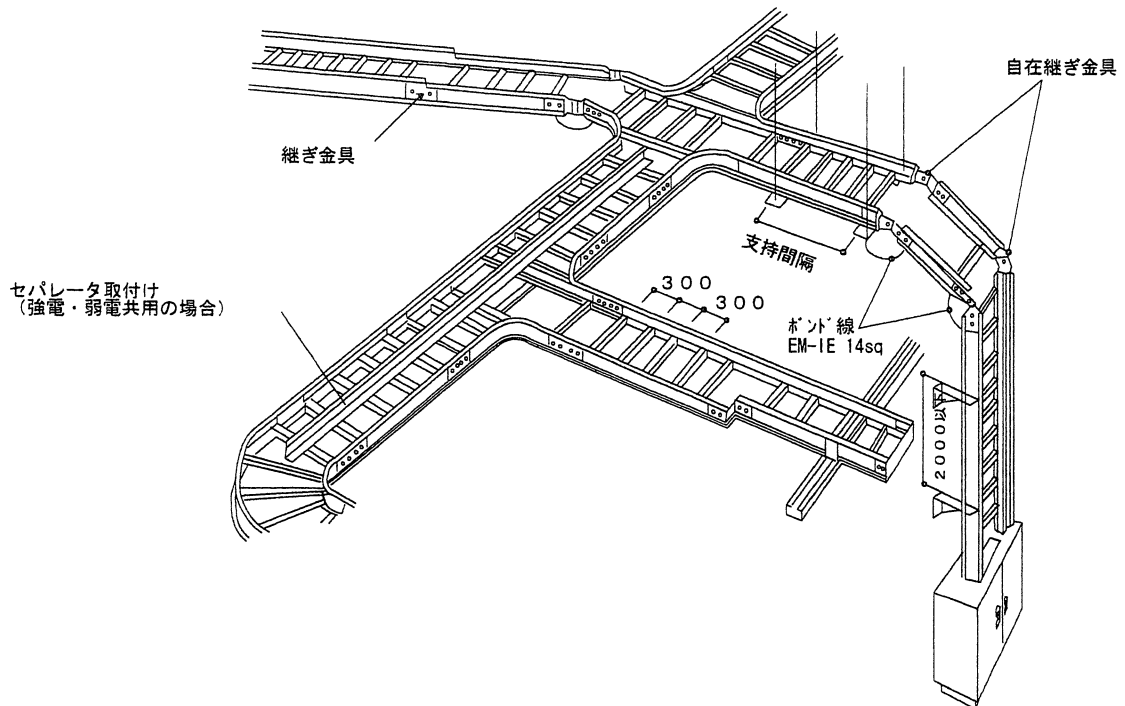 自在継ぎ金具
継ぎ金具
支持間隔
300
300
セパレータ取付け
(強電・弱電共用の場合)
ボンド線
EM-IE 14sq
2000以下